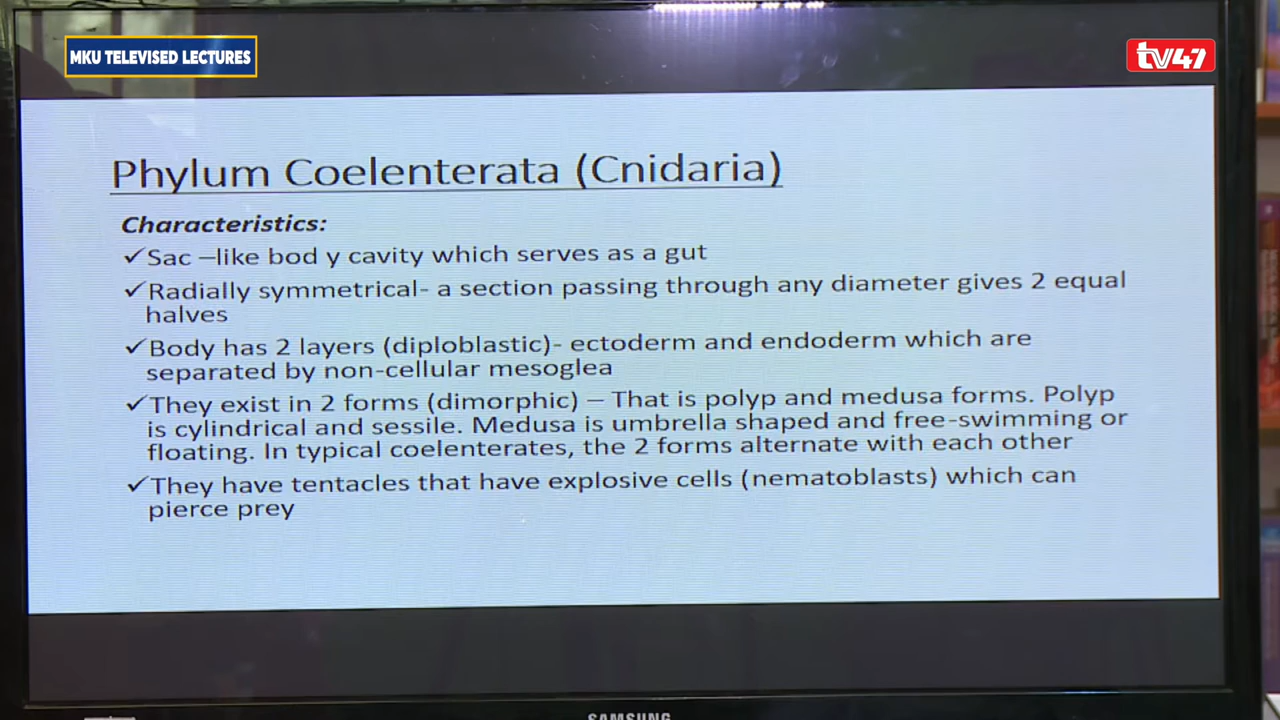 MKU TELEVISED LECTURES
tv47
Phylum Coelenterata (Cnidaria)
Characteristics:
✓Sac –like bod y cavity which serves as a gut
✓Radially symmetrical- a section passing through any diameter gives 2 equal
halves
✓Body has 2 layers (diploblastic)- ectoderm and endoderm which are
separated by non-cellular mesoglea
✓They exist in 2 forms (dimorphic) – That is polyp and medusa forms. Polyp
is cylindrical and sessile. Medusa is umbrella shaped and free-swimming or
floating. In typical coelenterates, the 2 forms alternate with each other
✓They have tentacles that have explosive cells (nematoblasts) which can
pierce prey
SAMSUNG